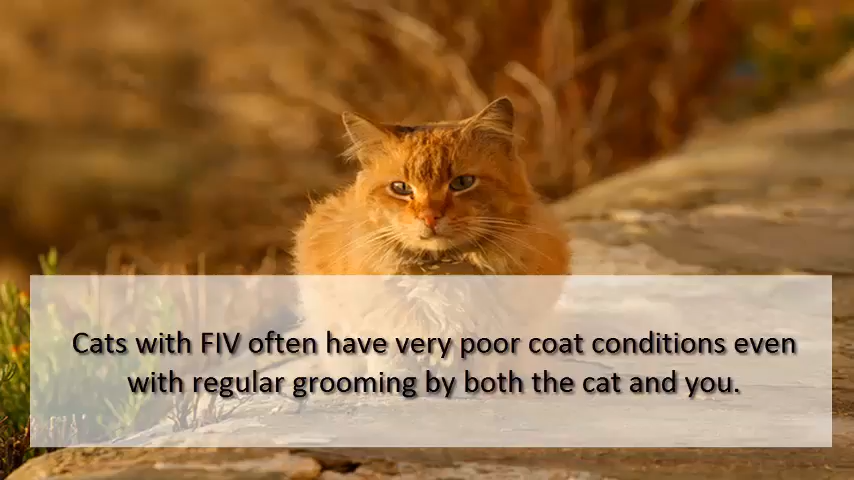 Cats with FIV often have very poor coat conditions even
with regular grooming by both the cat and you.